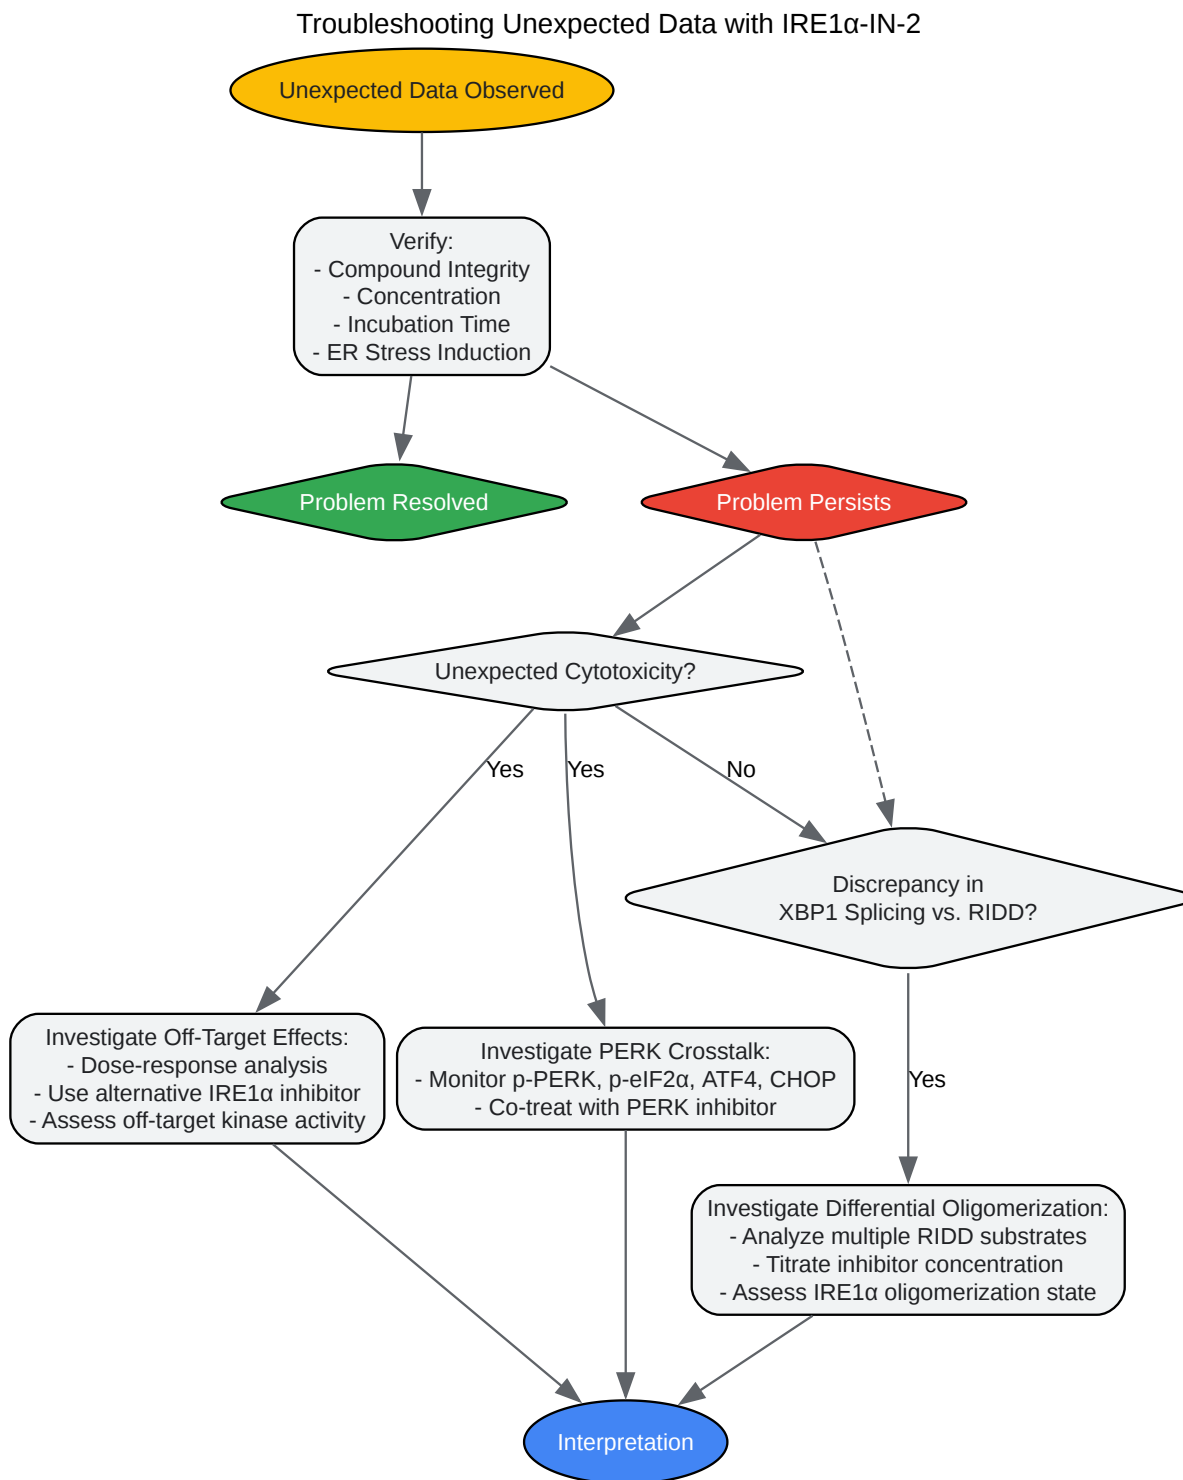 Troubleshooting Unexpected Data with IRE1α-IN-2
Unexpected Data Observed
Verify:
- Compound Integrity
- Concentration
- Incubation Time
- ER Stress Induction
Problem Resolved
Problem Persists
Unexpected Cytotoxicity?
Yes
Yes
No
Discrepancy in
XBP1 Splicing vs. RIDD?
Investigate Off-Target Effects:
- Dose-response analysis
- Use alternative IRE1α inhibitor
- Assess off-target kinase activity
Investigate PERK Crosstalk:
- Monitor p-PERK, p-eIF2α, ATF4, CHOP
- Co-treat with PERK inhibitor
Yes
Investigate Differential Oligomerization:
- Analyze multiple RIDD substrates
- Titrate inhibitor concentration
- Assess IRE1α oligomerization state
Interpretation